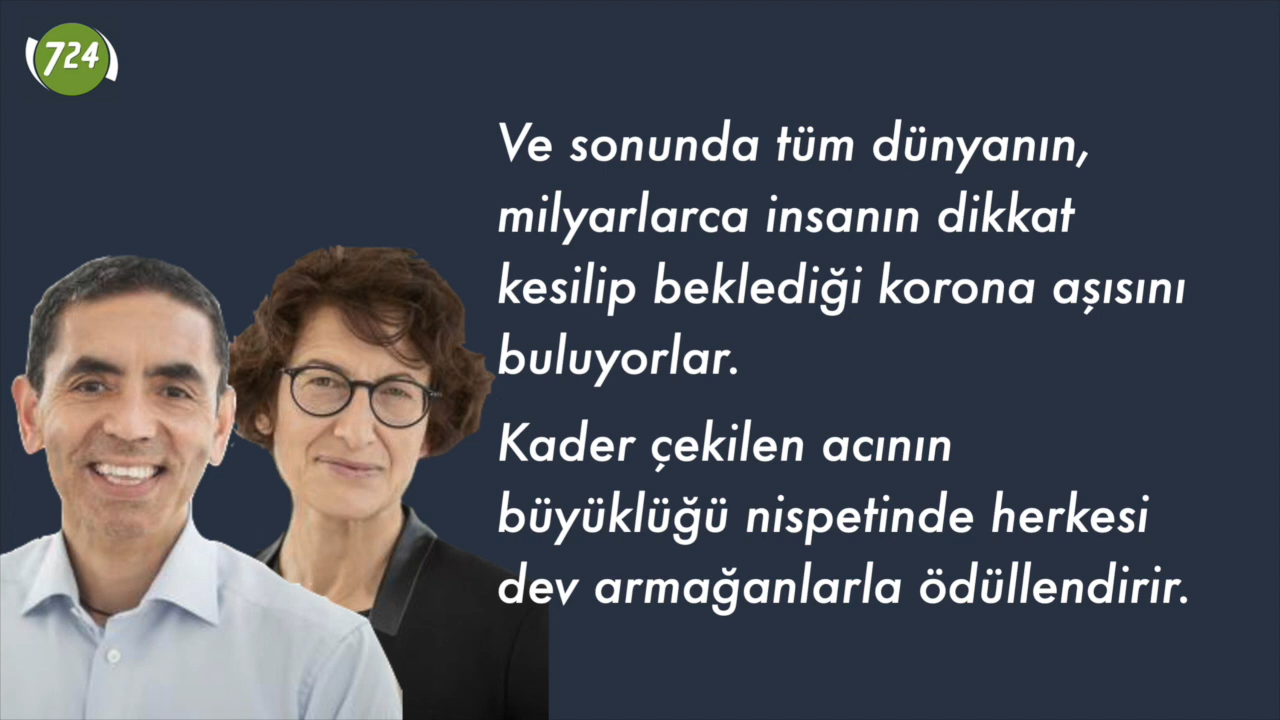 724
Ve sonunda tüm dünyanın,
milyarlarca insanın dikkat
kesilip beklediği korona aşısını
buluyorlar.
Kader çekilen acının
büyüklüğü nispetinde herkesi
dev armağanlarla ödüllendirir.